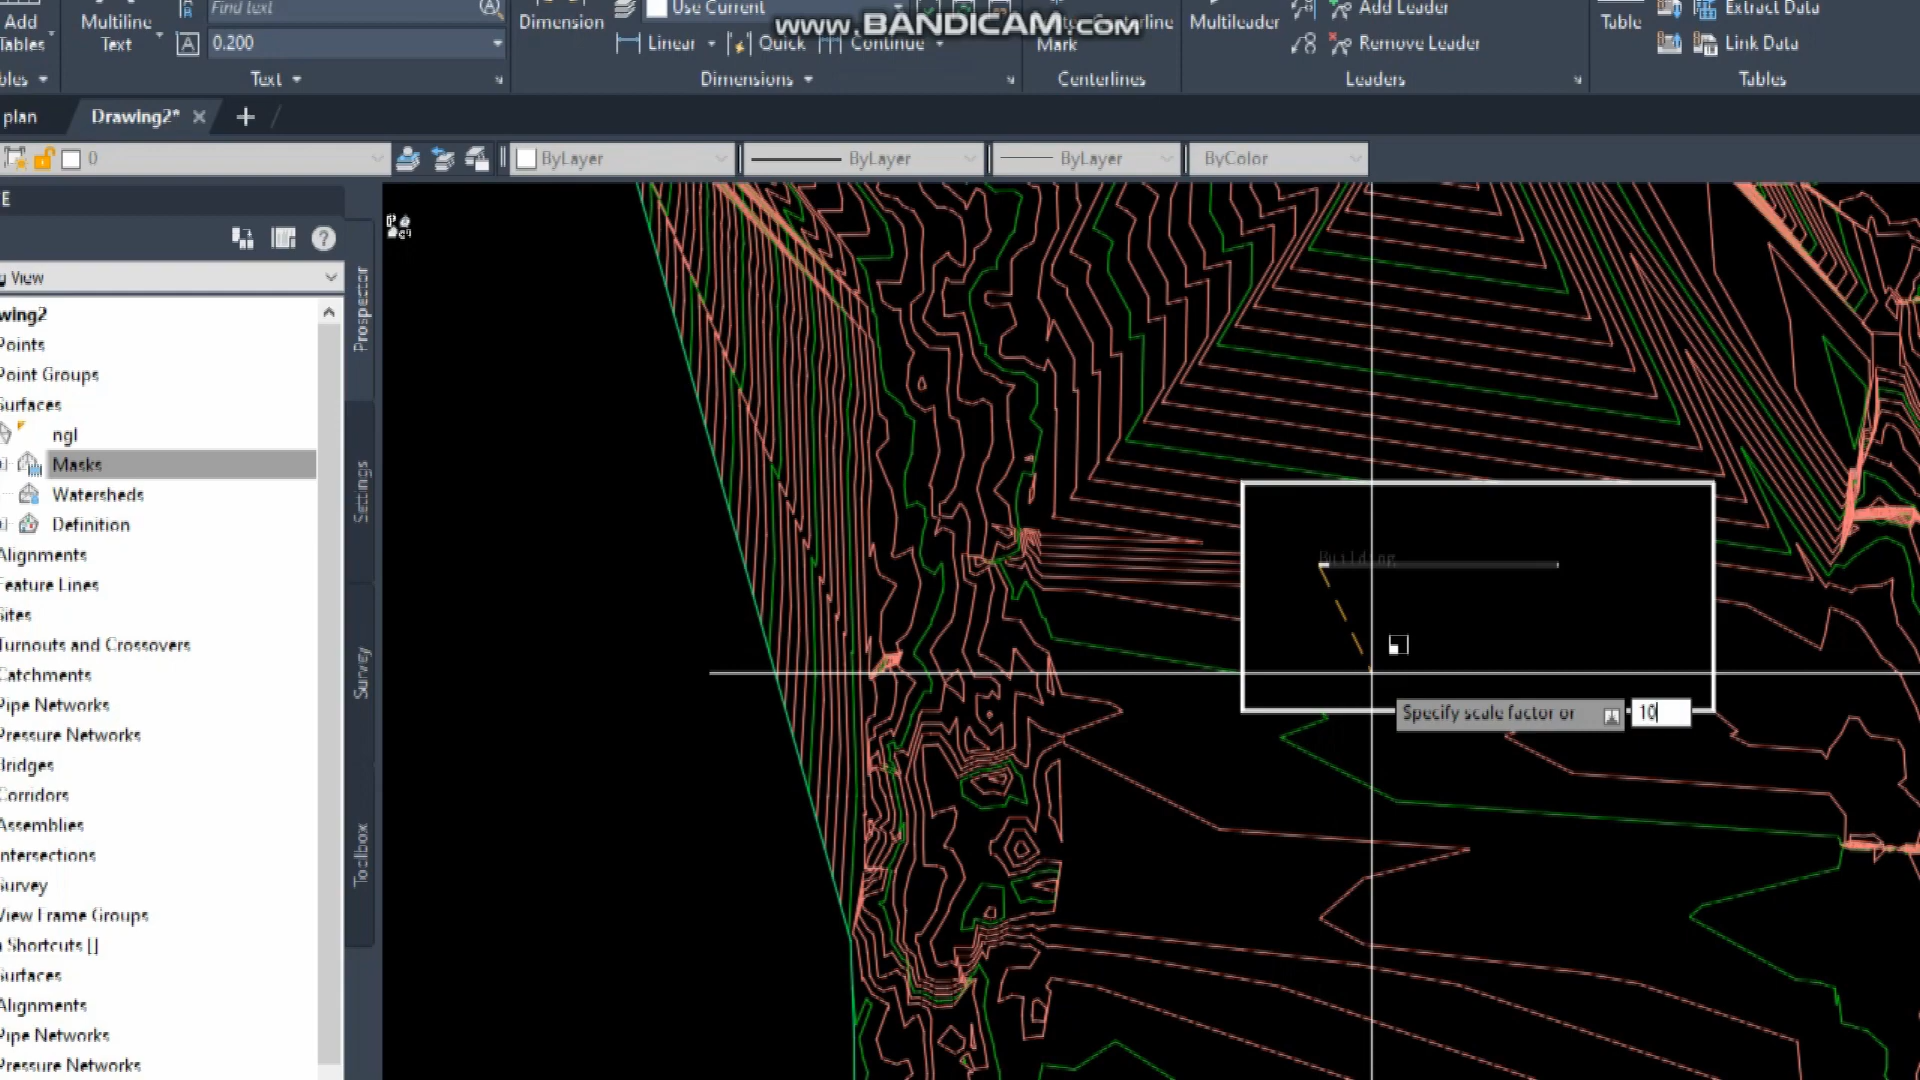 Add
Tables
Multiline
Text
Find text
0.200
Text
Dimension
Use Current
www.BANDICAM.com
Linear
Quick
Continue
Dimensions
Centerline
Mark
Centerlines
Multileader
Add Leader
Remove Leader
Leaders
Table
Extract Data
Link Data
Tables
plan
Drawing2*
0
ByLayer
ByLayer
ByLayer
ByColor
E
View
wing2
Points
Point Groups
Surfaces
ngl
Masks
Watersheds
Definition
Alignments
Feature Lines
Sites
Turnouts and Crossovers
Catchments
Pipe Networks
Pressure Networks
Bridges
Corridors
Assemblies
ntersections
Survey
View Frame Groups
Shortcuts []
Surfaces
Alignments
Pipe Networks
Pressure Networks
Prospector
Settings
Survey
Toolbox
Building
Specify scale factor or
10